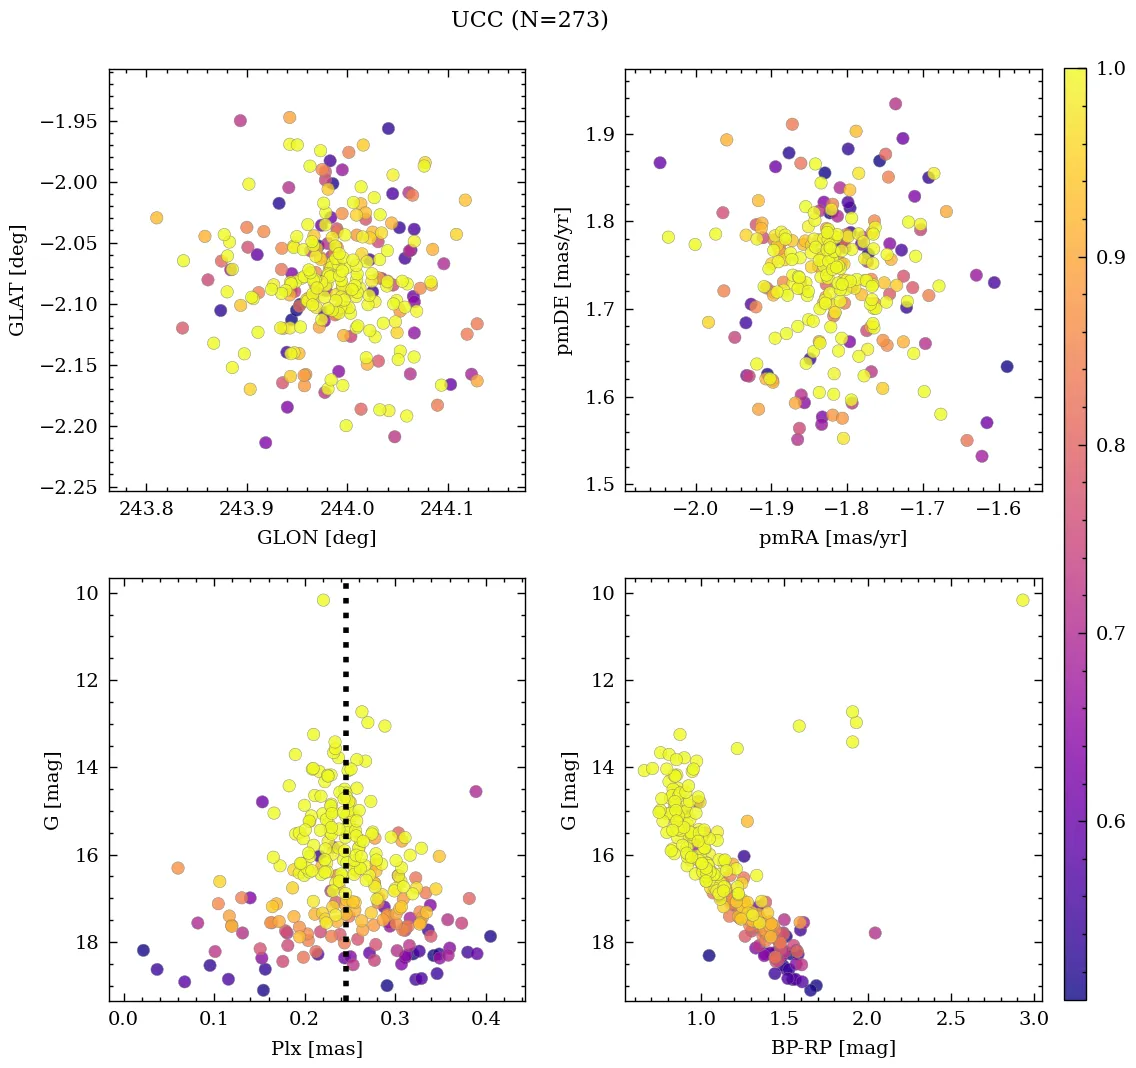 UCC (N=273)
−1.95
−2.00
−2.05
−2.10
−2.15
−2.20
−2.25
GLAT [deg]
243.8 243.9 244.0 244.1
GLON [deg]
1.9
1.8
1.7
1.6
1.5
pmDE [mas/yr]
−2.0 −1.9 −1.8 −1.7 −1.6
pmRA [mas/yr]
10
12
14
16
18
G [mag]
0.0 0.1 0.2 0.3 0.4
Plx [mas]
10
12
14
16
18
G [mag]
1.0 1.5 2.0 2.5 3.0
BP-RP [mag]
1.0
0.9
0.8
0.7
0.6